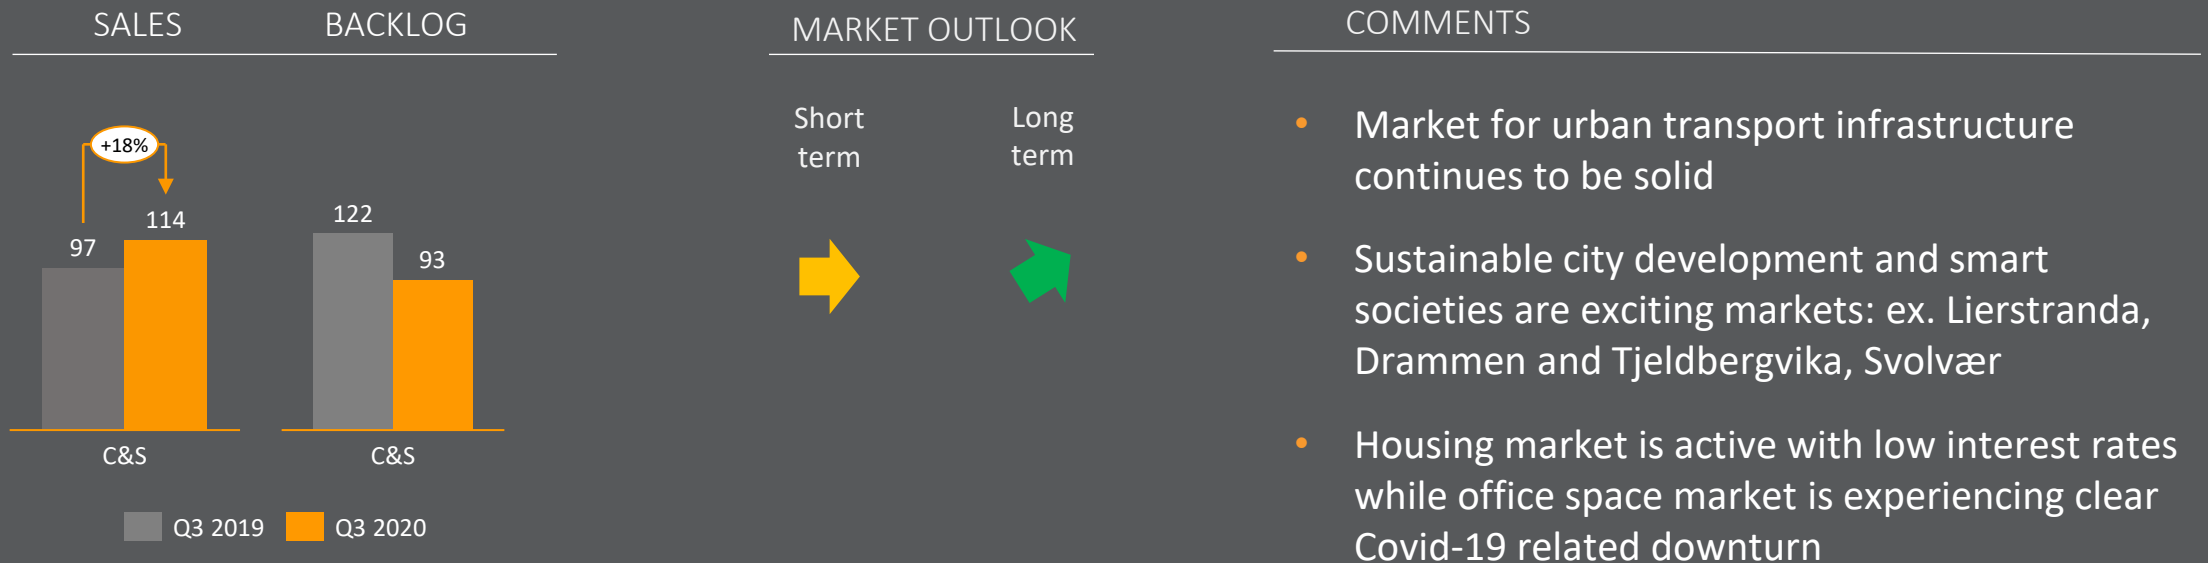 SALES
BACKLOG
+18%
97
114
122
93
C&S
C&S
Q3 2019
Q3 2020
MARKET OUTLOOK
Short
term
Long
term
COMMENTS
• Market for urban transport infrastructure
continues to be solid
• Sustainable city development and smart
societies are exciting markets: ex. Lierstranda,
Drammen and Tjeldbergvika, Svolvær
• Housing market is active with low interest rates
while office space market is experiencing clear
Covid-19 related downturn